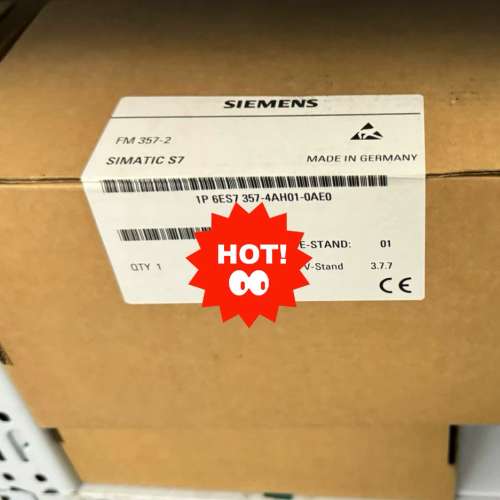 SIEMENS
FM 357-2
SIMATIC S7
MADE IN GERMANY
1P 6ES7 357-4AH01-0AE0
HOT!
E-STAND: 01
QTY 1
V-Stand 3.7.7
CE